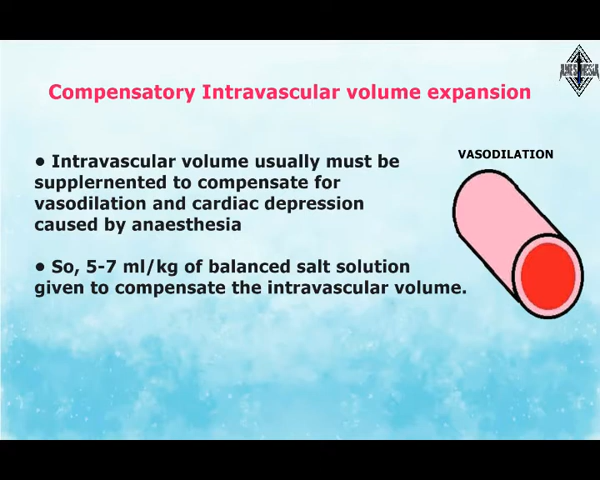 ANAESTHESIA
Compensatory Intravascular volume expansion
• Intravascular volume usually must be
supplernented to compensate for
vasodilation and cardiac depression
caused by anaesthesia
• So, 5-7 ml/kg of balanced salt solution
given to compensate the intravascular volume.
VASODILATION